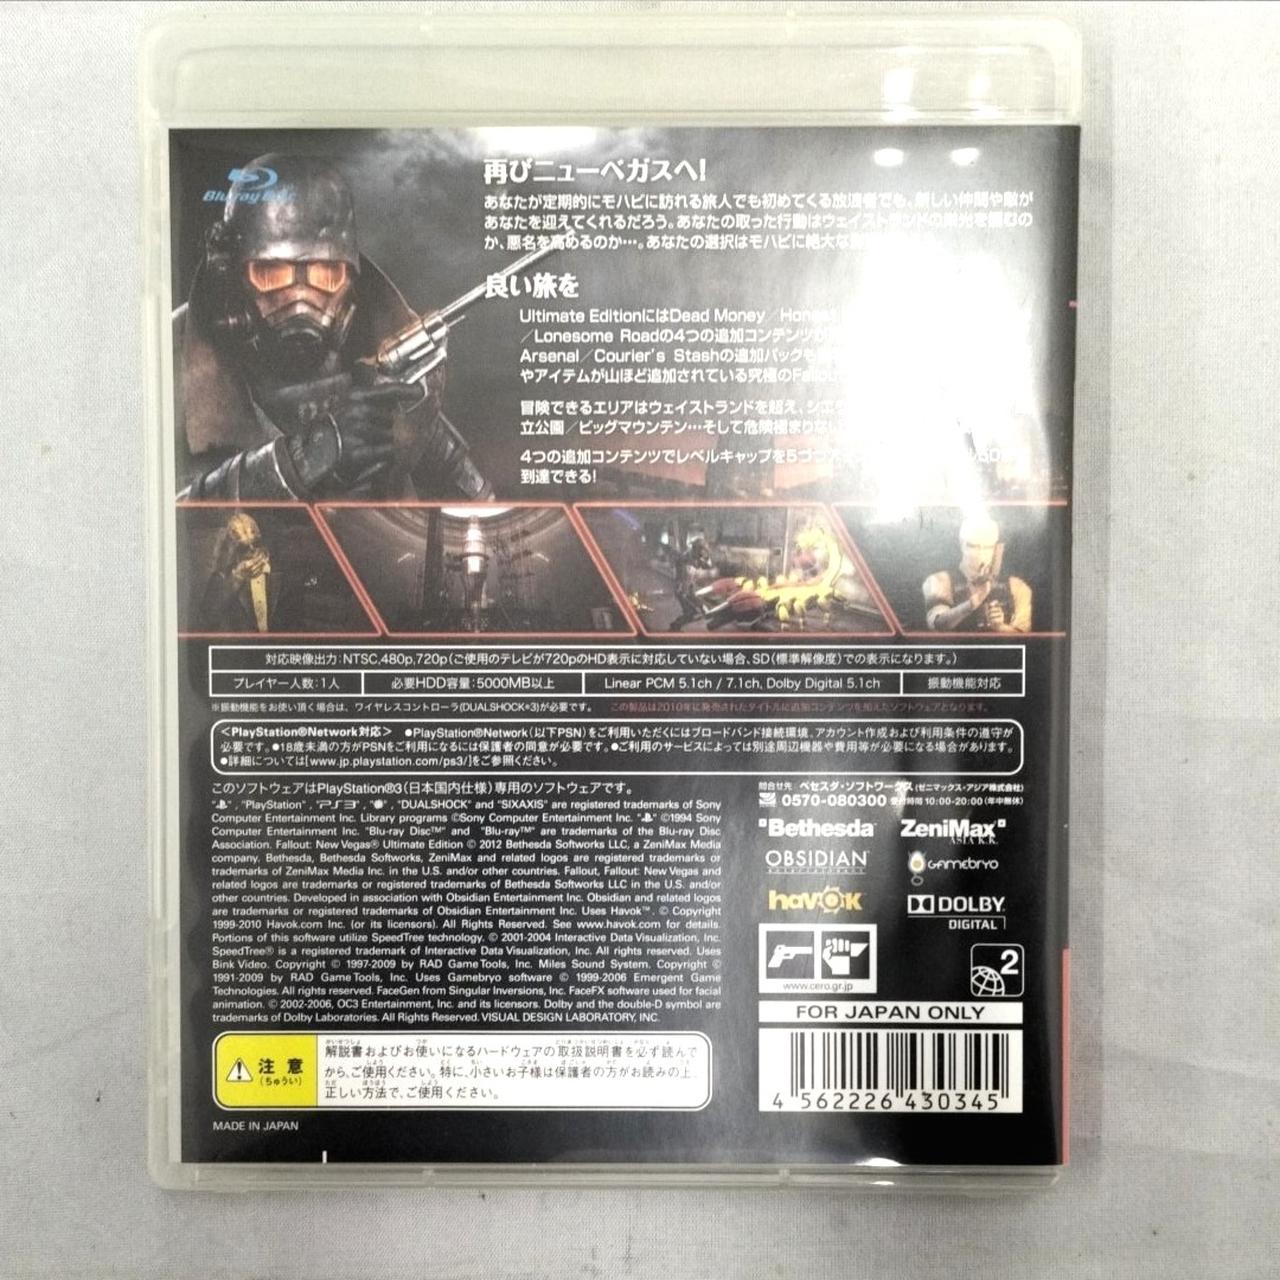 Blu-ray Disc
再びニューベガスへ!
あなたが定期的にモハビに訪れる旅人でも初めてくる放浪者でも、新しい仲間や敵が
あなたを迎えてくれるだろう。あなたの取った行動はウェイストランドの栄光を掴むの
か、悪名を高めるのか…。あなたの選択はモハビに絶大な
良い旅を
Ultimate EditionにはDead Money／
／Lonesome Roadの4つの追加コンテンツが
Arsenal／Courier's Stashの追加パックも
やアイテムが山ほど追加されている究極の
冒険できるエリアはウェイストランドを超え、
立公園／ビッグマウンテン…そして危険極まりない
4つの追加コンテンツでレベルキャップを5づつ
到達できる!
対応映像出力:NTSC,480p,720p(ご使用のテレビが720pのHD表示に対応していない場合、SD(標準解像度)での表示になります。)
プレイヤー人数:1人 必要HDD容量:5000MB以上 Linear PCM 5.1ch / 7.1ch, Dolby Digital 5.1ch 振動機能対応
※振動機能をお使い頂く場合は、ワイヤレスコントローラ(DUALSHOCK®3)が必要です。 この製品は2010年に発売されたタイトルに追加コンテンツを加えたソフトウェアとなります。
<PlayStation®Network対応> ●PlayStation®Network(以下PSN)をご利用いただくにはブロードバンド接続環境、アカウント作成および利用条件の遵守が
必要です。●18歳未満の方がPSNをご利用になるには保護者の同意が必要です。●ご利用のサービスによっては別途周辺機器や費用等が必要になる場合があります。
●詳細については[www.jp.playstation.com/ps3/]をご参照ください。
このソフトウェアはPlayStation®3(日本国内仕様)専用のソフトウェアです。
, "PlayStation", "PS3", "DUALSHOCK" and "SIXAXIS" are registered trademarks of Sony
Computer Entertainment Inc. Library programs ©Sony Computer Entertainment Inc. ©1994 Sony
Computer Entertainment Inc. "Blu-ray Disc™" and "Blu-ray™" are trademarks of the Blu-ray Disc
Association. Fallout: New Vegas® Ultimate Edition © 2012 Bethesda Softworks LLC, a ZeniMax Media
company. Bethesda, Bethesda Softworks, ZeniMax and related logos are registered trademarks or
trademarks of ZeniMax Media Inc. in the U.S. and/or other countries. Fallout, Fallout: New Vegas and
related logos are trademarks or registered trademarks of Bethesda Softworks LLC in the U.S. and/or
other countries. Developed in association with Obsidian Entertainment Inc. Obsidian and related logos
are trademarks or registered trademarks of Obsidian Entertainment Inc. Uses Havok™. © Copyright
1999-2010 Havok.com Inc. (or its licensors). All Rights Reserved. See www.havok.com for details.
Portions of this software utilize SpeedTree technology. © 2001-2004 Interactive Data Visualization, Inc.
SpeedTree® is a registered trademark of Interactive Data Visualization, Inc. All rights reserved. Uses
Bink Video. Copyright © 1997-2009 by RAD Game Tools, Inc. Miles Sound System. Copyright ©
1991-2009 by RAD Game Tools, Inc. Uses Gamebryo software © 1999-2006 Emergent Game
Technologies. All rights reserved. FaceGen from Singular Inversions, Inc. FaceFX software used for facial
animation. © 2002-2006, OC3 Entertainment, Inc. and its licensors. Dolby and the double-D symbol are
trademarks of Dolby Laboratories. All Rights Reserved. VISUAL DESIGN LABORATORY, INC.
問合せ先 ベセスダ・ソフトワークス(ゼニマックス・アジア株式会社)
0570-080300 受付時間 10:00-20:00(年中無休)
Bethesda ZeniMax
ASIA K.K.
OBSIDIAN
entertainment
GAMEBRYO
havok
DOLBY
DIGITAL
www.cero.gr.jp
2
FOR JAPAN ONLY
4 562226 430345
注意
(ちゅうい)
解説書およびお使いになるハードウェアの取扱説明書を必ず読んで
から、ご使用ください。特に、小さいお子様は保護者の方がお読みの上、
正しい方法で、ご使用ください。
MADE IN JAPAN